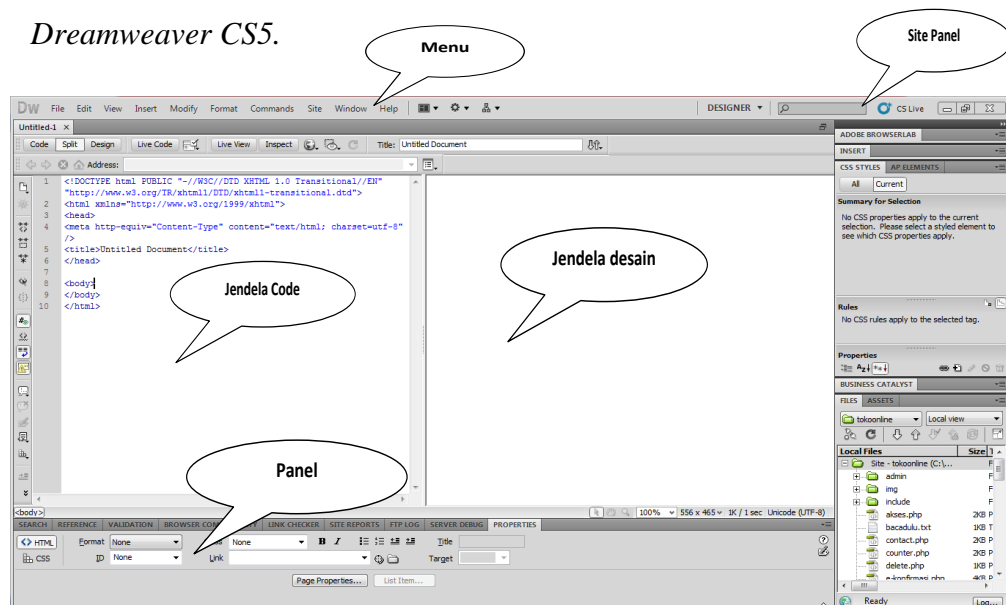 Dreamweaver CS5.
Menu
Site Panel
DW File Edit View Insert Modify Format Commands Site Window Help
DESIGNER
CS Live
Untitled-1 ×
Code Split Design Live Code Live View Inspect Title: Untitled Document
Address:
1 <!DOCTYPE html PUBLIC "-//W3C//DTD XHTML 1.0 Transitional//EN"
"http://www.w3.org/TR/xhtml1/DTD/xhtml1-transitional.dtd">
2 <html xmlns="http://www.w3.org/1999/xhtml">
3 <head>
4 <meta http-equiv="Content-Type" content="text/html; charset=utf-8"
/>
5 <title>Untitled Document</title>
6 </head>
7
8 <body>
9 </body>
10 </html>
Jendela Code
Jendela desain
Panel
<body>
100% 556 x 465 1K / 1 sec Unicode (UTF-8)
SEARCH REFERENCE VALIDATION BROWSER LINK CHECKER SITE REPORTS FTP LOG SERVER DEBUG PROPERTIES
<> HTML Format None None B I Title
CSS ID None Link Target
Page Properties... List Item...
ADOBE BROWSERLAB
INSERT
CSS STYLES AP ELEMENTS
All Current
Summary for Selection
No CSS properties apply to the current
selection. Please select a styled element to
see which CSS properties apply.
Rules
No CSS rules apply to the selected tag.
Properties
BUSINESS CATALYST
FILES ASSETS
tokoonline Local view
Local Files Size
Site - tokoonline (C:\...
admin
img
include
akses.php 2KB P
bacadulu.txt 1KB T
contact.php 2KB P
counter.php 2KB P
delete.php 1KB P
e-konfirmasi.php 4KB P
Ready Log...